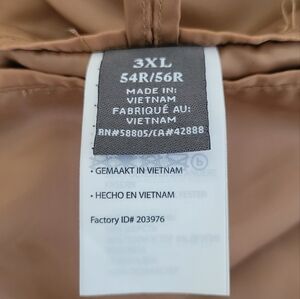 3XL
54R/56R
MADE IN:
VIETNAM
FABRIQUÉ AU:
VIETNAM
RN#58805/CA#42888
• GEMAAKT IN VIETNAM
• HECHO EN VIETNAM
Factory ID# 203976